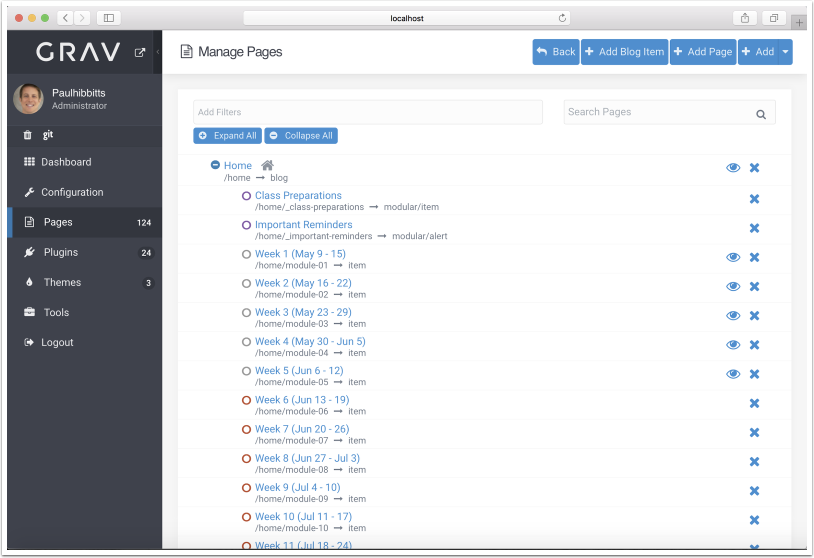 localhost
GRAV
Manage Pages
Back
Add Blog Item
Add Page
Add
Paulhibbitts
Administrator
git
Dashboard
Configuration
Pages 124
Plugins 24
Themes 3
Tools
Logout
Add Filters
Search Pages
Expand All
Collapse All
Home
/home → blog
Class Preparations
/home/_class-preparations → modular/item
Important Reminders
/home/_important-reminders → modular/alert
Week 1 (May 9 - 15)
/home/module-01 → item
Week 2 (May 16 - 22)
/home/module-02 → item
Week 3 (May 23 - 29)
/home/module-03 → item
Week 4 (May 30 - Jun 5)
/home/module-04 → item
Week 5 (Jun 6 - 12)
/home/module-05 → item
Week 6 (Jun 13 - 19)
/home/module-06 → item
Week 7 (Jun 20 - 26)
/home/module-07 → item
Week 8 (Jun 27 - Jul 3)
/home/module-08 → item
Week 9 (Jul 4 - 10)
/home/module-09 → item
Week 10 (Jul 11 - 17)
/home/module-10 → item
Week 11 (Jul 18 - 24)